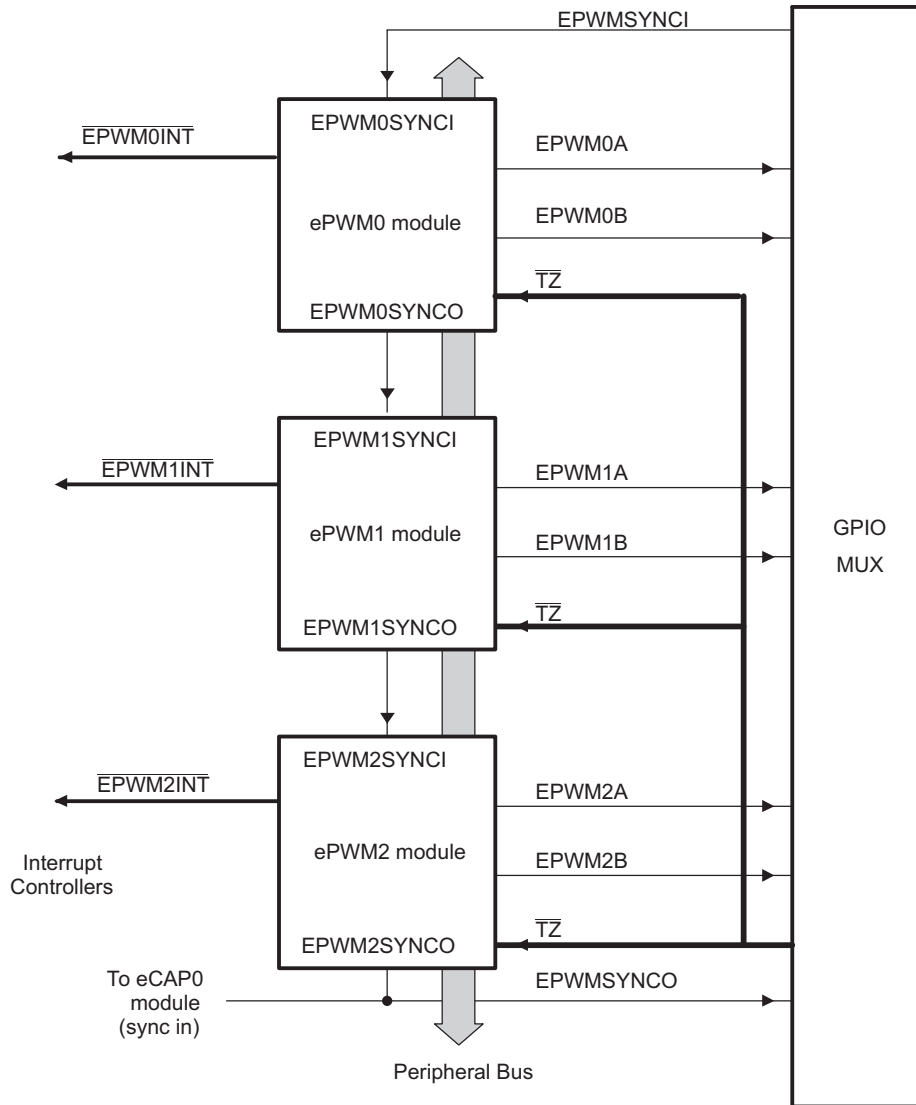 EPWMSYNCI
EPWM0SYNCI
EPWM0INT
EPWM0A
ePWM0 module
EPWM0B
TZ
EPWM0SYNCO
EPWM1SYNCI
EPWM1INT
EPWM1A
ePWM1 module
EPWM1B
GPIO
MUX
TZ
EPWM1SYNCO
EPWM2SYNCI
EPWM2INT
EPWM2A
ePWM2 module
EPWM2B
Interrupt
Controllers
TZ
EPWM2SYNCO
To eCAP0
module
(sync in)
EPWMSYNCO
Peripheral Bus